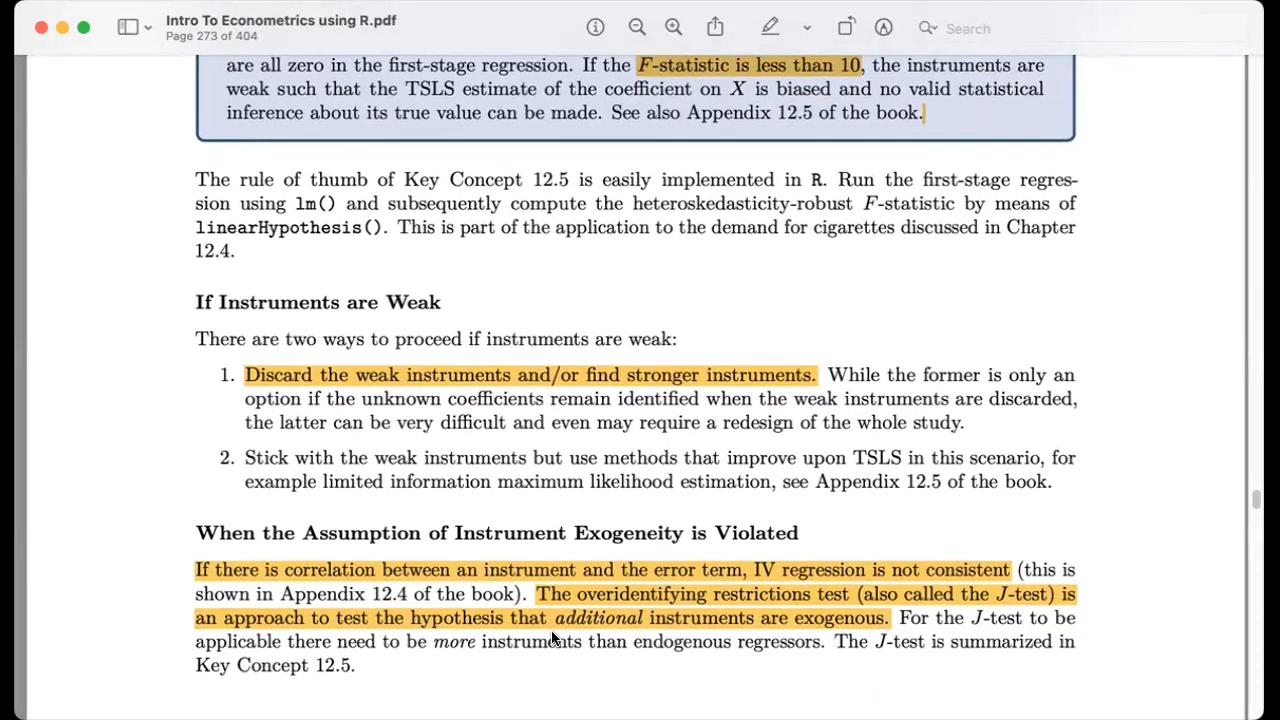 Intro To Econometrics using R.pdf
Page 273 of 404
Search
are all zero in the first-stage regression. If the F-statistic is less than 10, the instruments are
weak such that the TSLS estimate of the coefficient on X is biased and no valid statistical
inference about its true value can be made. See also Appendix 12.5 of the book.
The rule of thumb of Key Concept 12.5 is easily implemented in R. Run the first-stage regres-
sion using lm() and subsequently compute the heteroskedasticity-robust F-statistic by means of
linearHypothesis(). This is part of the application to the demand for cigarettes discussed in Chapter
12.4.
If Instruments are Weak
There are two ways to proceed if instruments are weak:
1. Discard the weak instruments and/or find stronger instruments. While the former is only an
option if the unknown coefficients remain identified when the weak instruments are discarded,
the latter can be very difficult and even may require a redesign of the whole study.
2. Stick with the weak instruments but use methods that improve upon TSLS in this scenario, for
example limited information maximum likelihood estimation, see Appendix 12.5 of the book.
When the Assumption of Instrument Exogeneity is Violated
If there is correlation between an instrument and the error term, IV regression is not consistent (this is
shown in Appendix 12.4 of the book). The overidentifying restrictions test (also called the J-test) is
an approach to test the hypothesis that additional instruments are exogenous. For the J-test to be
applicable there need to be more instruments than endogenous regressors. The J-test is summarized in
Key Concept 12.5.